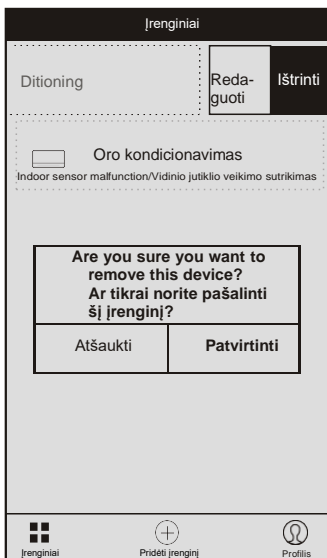 Įrenginiai
Ditioning
Reda-
guoti
Ištrinti
Oro kondicionavimas
Indoor sensor malfunction/Vidinio jutiklio veikimo sutrikimas
Are you sure you want to
remove this device?
Ar tikrai norite pašalinti
šį įrenginį?
Atšaukti
Patvirtinti
Įrenginiai
Pridėti įrenginį
Profilis